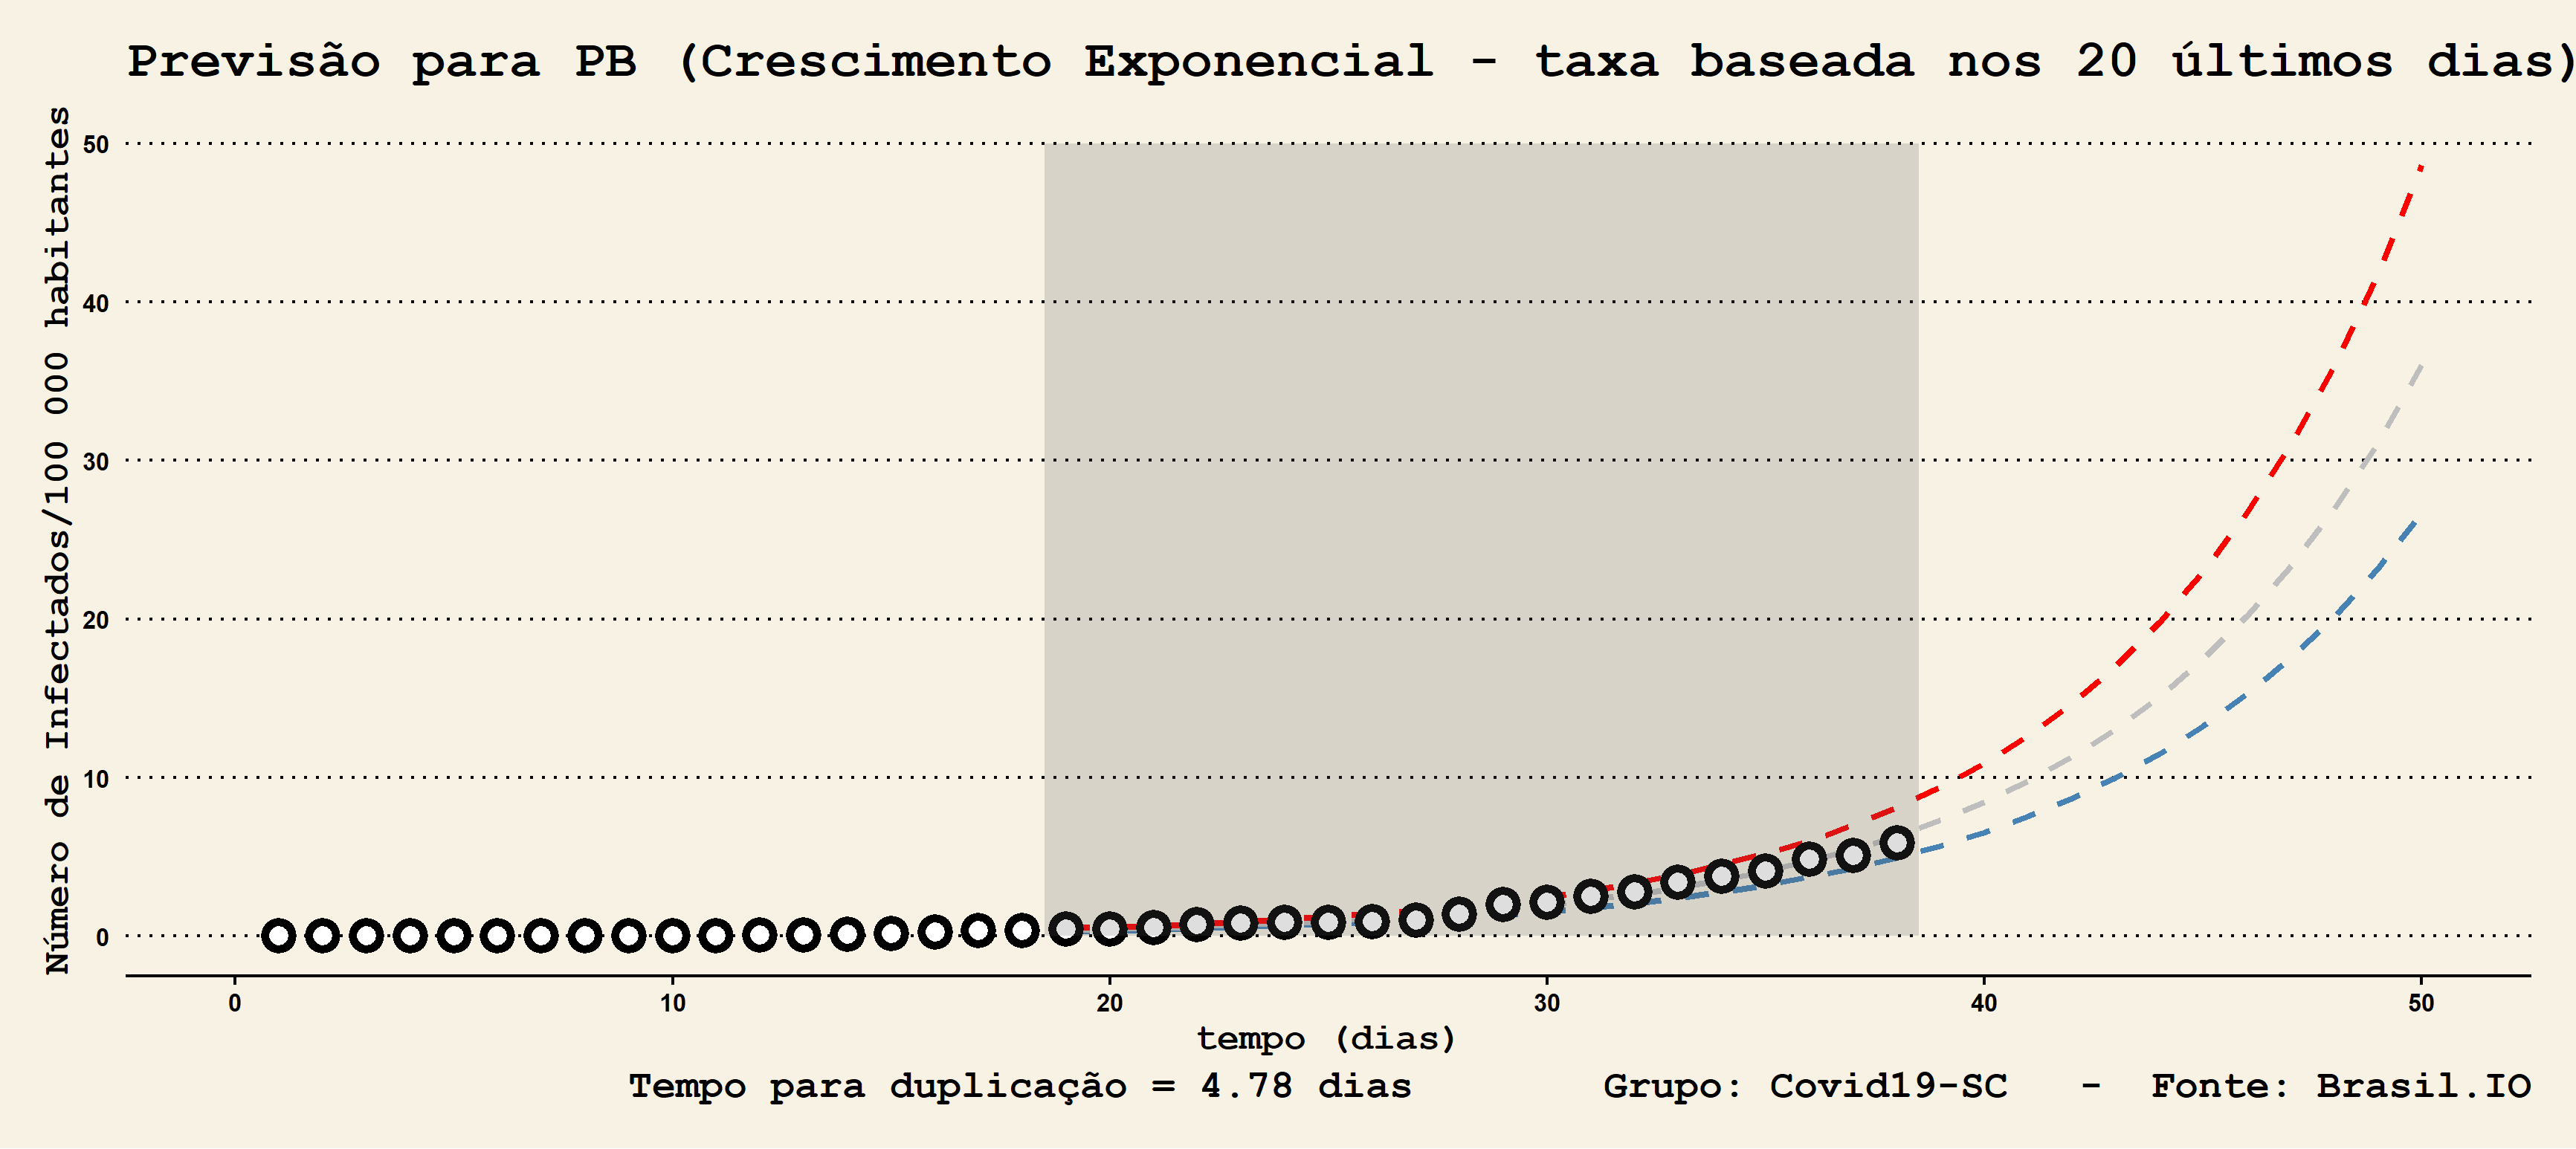 Previsão para PB (Crescimento Exponencial - taxa baseada nos 20 últimos dias)
Número de Infectados/100 000 habitantes
50
40
30
20
10
0
0 10 20 30 40 50
tempo (dias)
Tempo para duplicação = 4.78 dias Grupo: Covid19-SC - Fonte: Brasil.IO